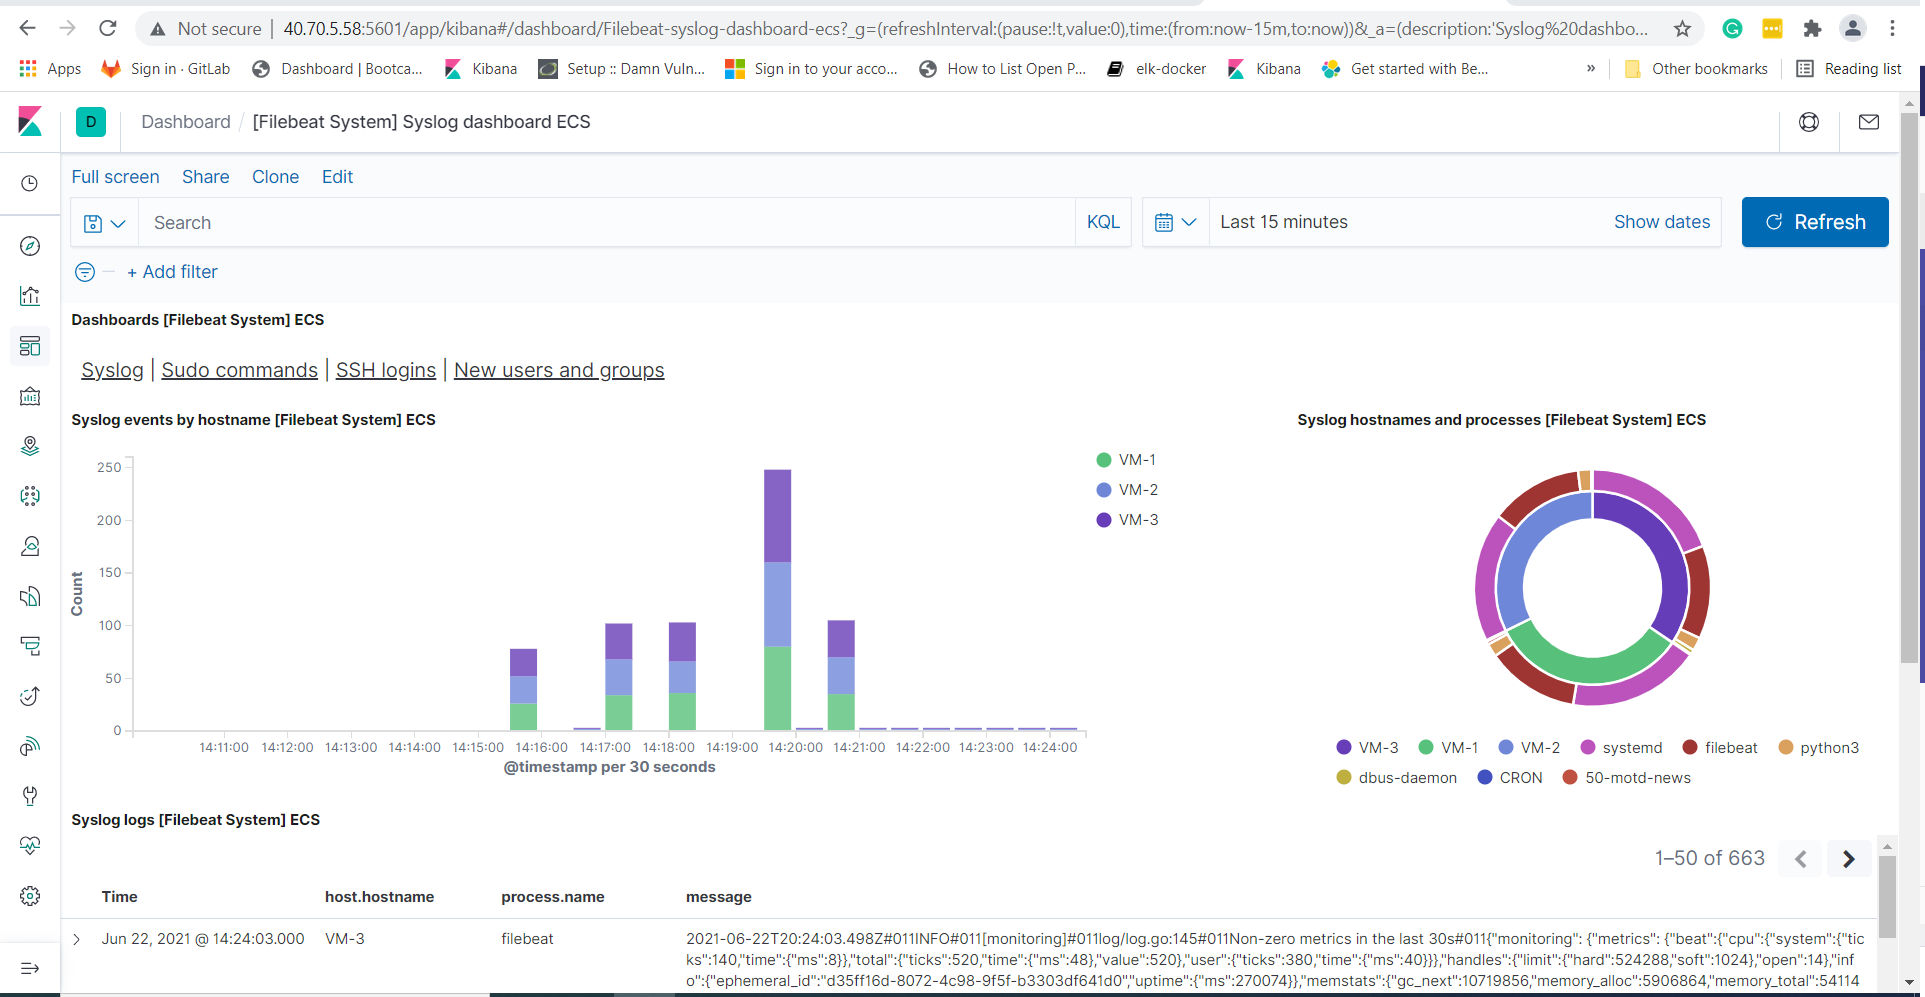 Not secure | 40.70.5.58:5601/app/kibana#/dashboard/Filebeat-syslog-dashboard-ecs?_g=(refreshInterval:(pause:!t,value:0),time:(from:now-15m,to:now))&_a=(description:'Syslog%20dashbo...
Apps Sign in · GitLab Dashboard | Bootca... Kibana Setup :: Damn Vuln... Sign in to your acco... How to List Open P... elk-docker Kibana Get started with Be... » Other bookmarks Reading list
D Dashboard / [Filebeat System] Syslog dashboard ECS
Full screen Share Clone Edit
Search KQL Last 15 minutes Show dates Refresh
+ Add filter
Dashboards [Filebeat System] ECS
Syslog | Sudo commands | SSH logins | New users and groups
Syslog events by hostname [Filebeat System] ECS
250
200
150
100
50
0
Count
14:11:00 14:12:00 14:13:00 14:14:00 14:15:00 14:16:00 14:17:00 14:18:00 14:19:00 14:20:00 14:21:00 14:22:00 14:23:00 14:24:00
@timestamp per 30 seconds
VM-1
VM-2
VM-3
Syslog hostnames and processes [Filebeat System] ECS
VM-3 VM-1 VM-2 systemd filebeat python3
dbus-daemon CRON 50-motd-news
Syslog logs [Filebeat System] ECS
1–50 of 663
Time host.hostname process.name message
Jun 22, 2021 @ 14:24:03.000 VM-3 filebeat 2021-06-22T20:24:03.498Z#011INFO#011[monitoring]#011log/log.go:145#011Non-zero metrics in the last 30s#011{"monitoring": {"metrics": {"beat":{"cpu":{"system":{"tic
ks":140,"time":{"ms":8}},"total":{"ticks":520,"time":{"ms":48},"value":520},"user":{"ticks":380,"time":{"ms":40}}},"handles":{"limit":{"hard":524288,"soft":1024},"open":14},"inf
o":{"ephemeral_id":"d35ff16d-8072-4c98-9f5f-b3303df641d0","uptime":{"ms":270074}},"memstats":{"gc_next":10719856,"memory_alloc":5906864,"memory_total":54114